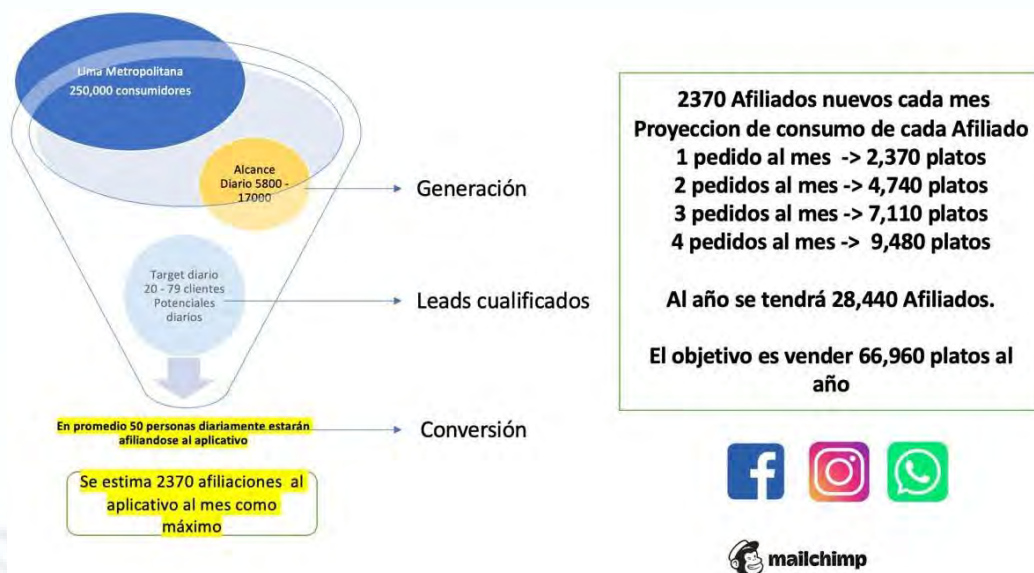 Lima Metropolitana
250,000 consumidores
Alcance
Diario 5800 -
17000
Generación
Target diario
20 - 79 clientes
Potenciales
diarios
Leads cualificados
En promedio 50 personas diariamente estarán
afiliandose al aplicativo
Conversión
Se estima 2370 afiliaciones al
aplicativo al mes como
máximo
2370 Afiliados nuevos cada mes
Proyeccion de consumo de cada Afiliado
1 pedido al mes -> 2,370 platos
2 pedidos al mes -> 4,740 platos
3 pedidos al mes -> 7,110 platos
4 pedidos al mes -> 9,480 platos
Al año se tendrá 28,440 Afiliados.
El objetivo es vender 66,960 platos al
año
mailchimp